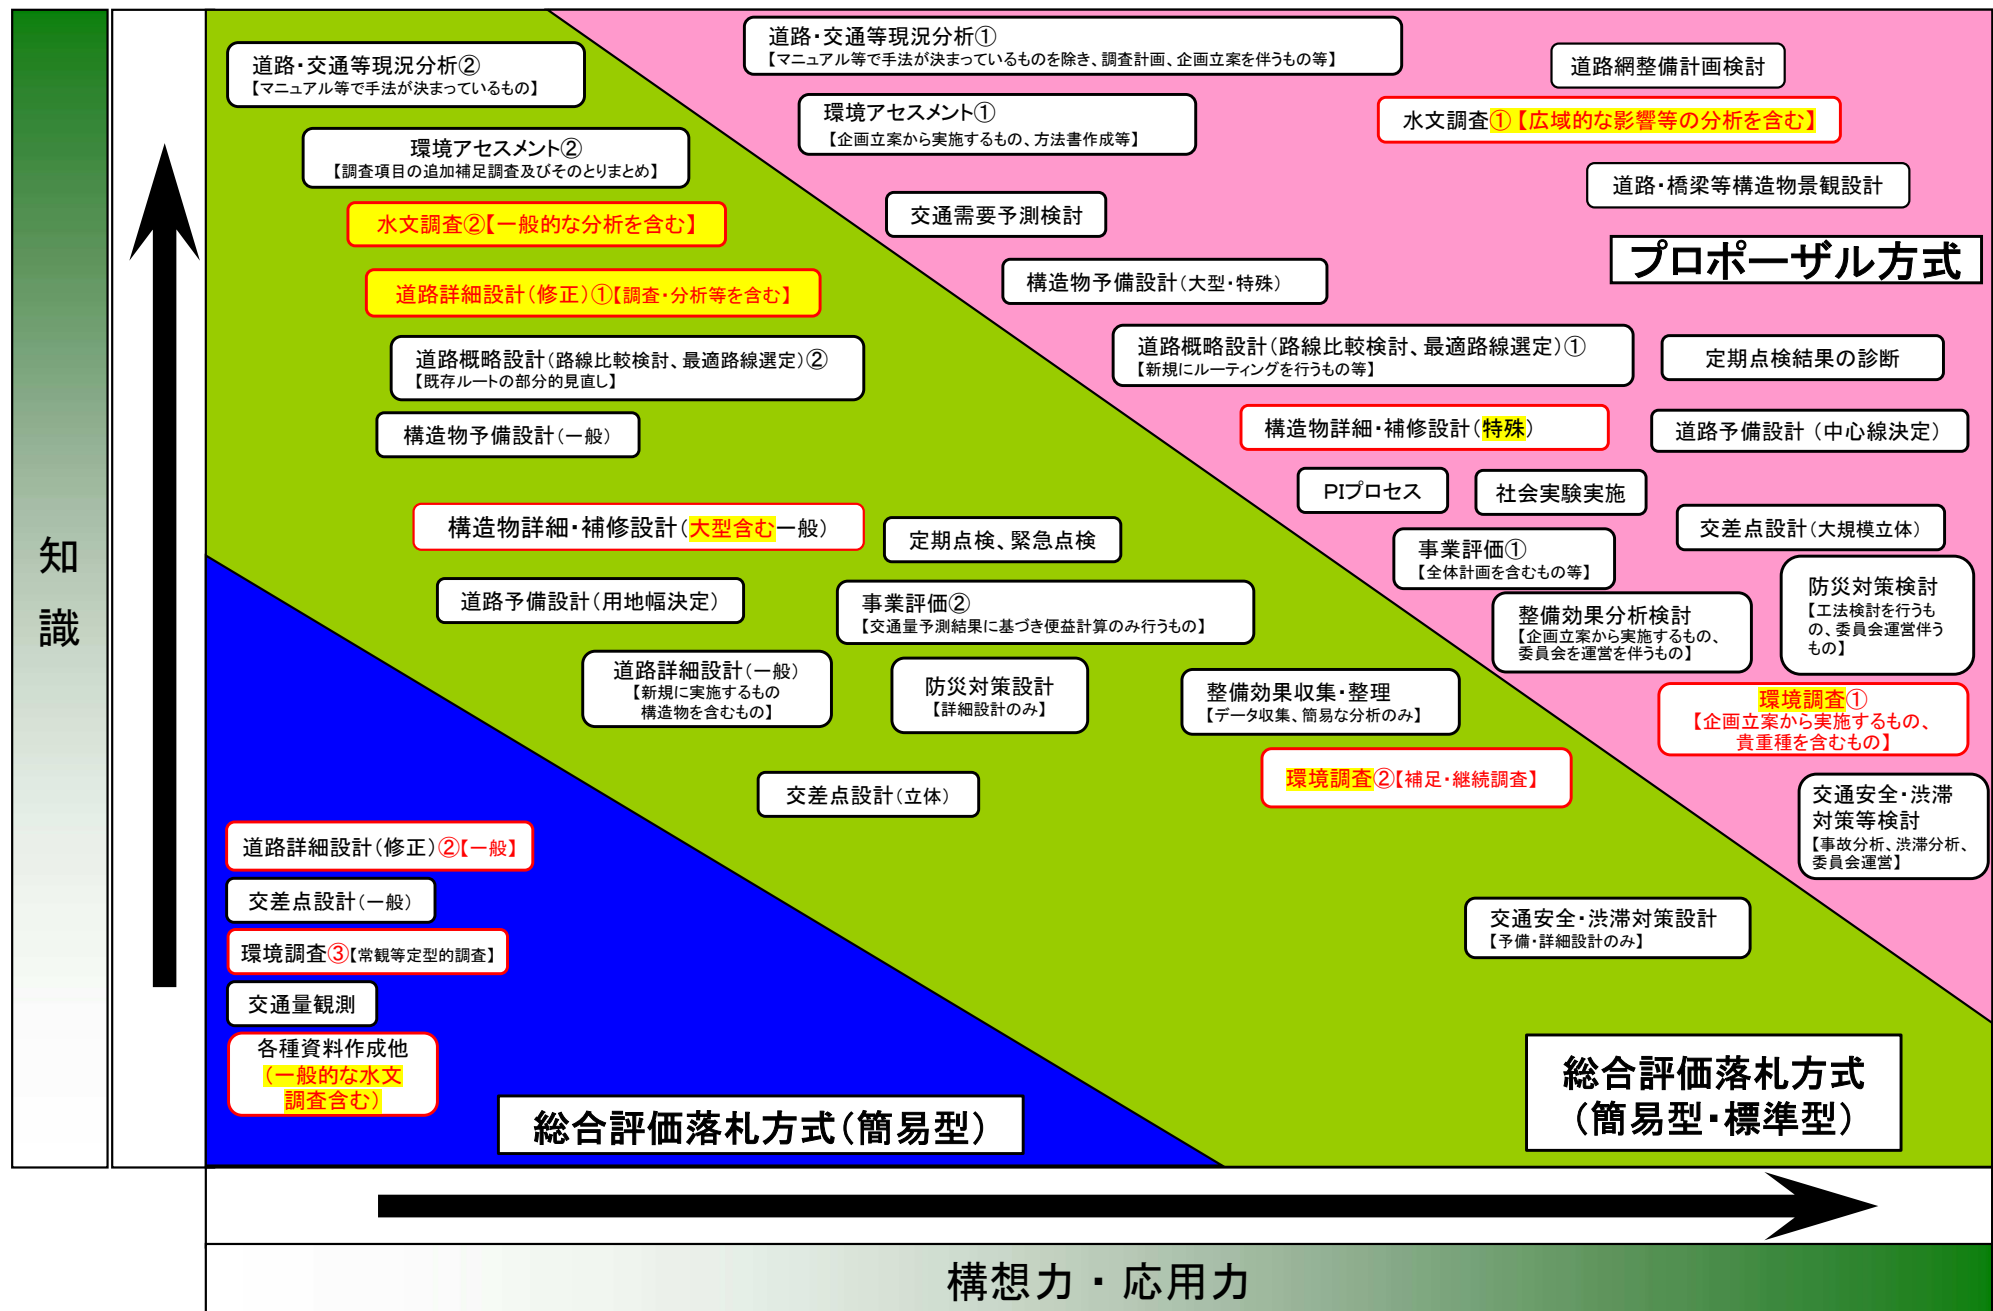 道路・交通等現況分析②
【マニュアル等で手法が決まっているもの】
環境アセスメント②
【調査項目の追加補足調査及びそのとりまとめ】
水文調査②【一般的な分析を含む】
道路詳細設計(修正)①【調査・分析等を含む】
道路概略設計(路線比較検討、最適路線選定)②
【既存ルートの部分的見直し】
構造物予備設計(一般)
構造物詳細・補修設計(大型含む一般)
定期点検、緊急点検
道路予備設計(用地幅決定)
事業評価②
【交通量予測結果に基づき便益計算のみ行うもの】
道路詳細設計(一般)
【新規に実施するもの
構造物を含むもの】
防災対策設計
【詳細設計のみ】
整備効果収集・整理
【データ収集、簡易な分析のみ】
環境調査②【補足・継続調査】
交差点設計(立体)
交通安全・渋滞対策設計
【予備・詳細設計のみ】
総合評価落札方式
(簡易型・標準型)
道路・交通等現況分析①
【マニュアル等で手法が決まっているものを除き、調査計画、企画立案を伴うもの等】
道路網整備計画検討
環境アセスメント①
【企画立案から実施するもの、方法書作成等】
水文調査①【広域的な影響等の分析を含む】
道路・橋梁等構造物景観設計
交通需要予測検討
プロポーザル方式
構造物予備設計(大型・特殊)
道路概略設計(路線比較検討、最適路線選定)①
【新規にルーティングを行うもの等】
定期点検結果の診断
構造物詳細・補修設計(特殊)
道路予備設計(中心線決定)
PIプロセス
社会実験実施
交差点設計(大規模立体)
事業評価①
【全体計画を含むもの等】
防災対策検討
【工法検討を行うも
の、委員会運営伴う
もの】
整備効果分析検討
【企画立案から実施するもの、
委員会を運営を伴うもの】
環境調査①
【企画立案から実施するもの、
貴重種を含むもの】
交通安全・渋滞
対策等検討
【事故分析、渋滞分析、
委員会運営】
道路詳細設計(修正)②【一般】
交差点設計(一般)
環境調査③【常観等定型的調査】
交通量観測
各種資料作成他
(一般的な水文
調査含む)
総合評価落札方式(簡易型)
知
識
構想力・応用力